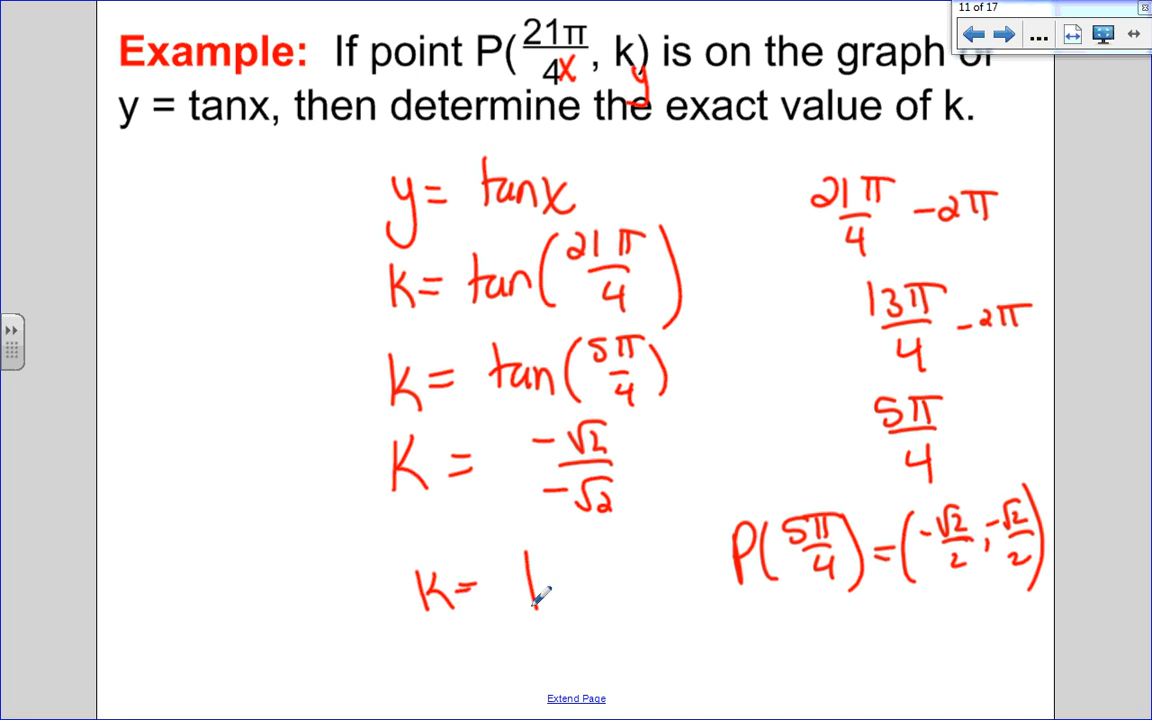 11 of 17
...
Example: If point P(21π/4, k) is on the graph of
x y
y = tanx, then determine the exact value of k.
y = tanx
k = tan(21π/4)
k = tan(5π/4)
K = -√2/-√2
k = 1
21π/4 - 2π
13π/4 - 2π
5π/4
P(5π/4) = (-√2/2, -√2/2)
Extend Page